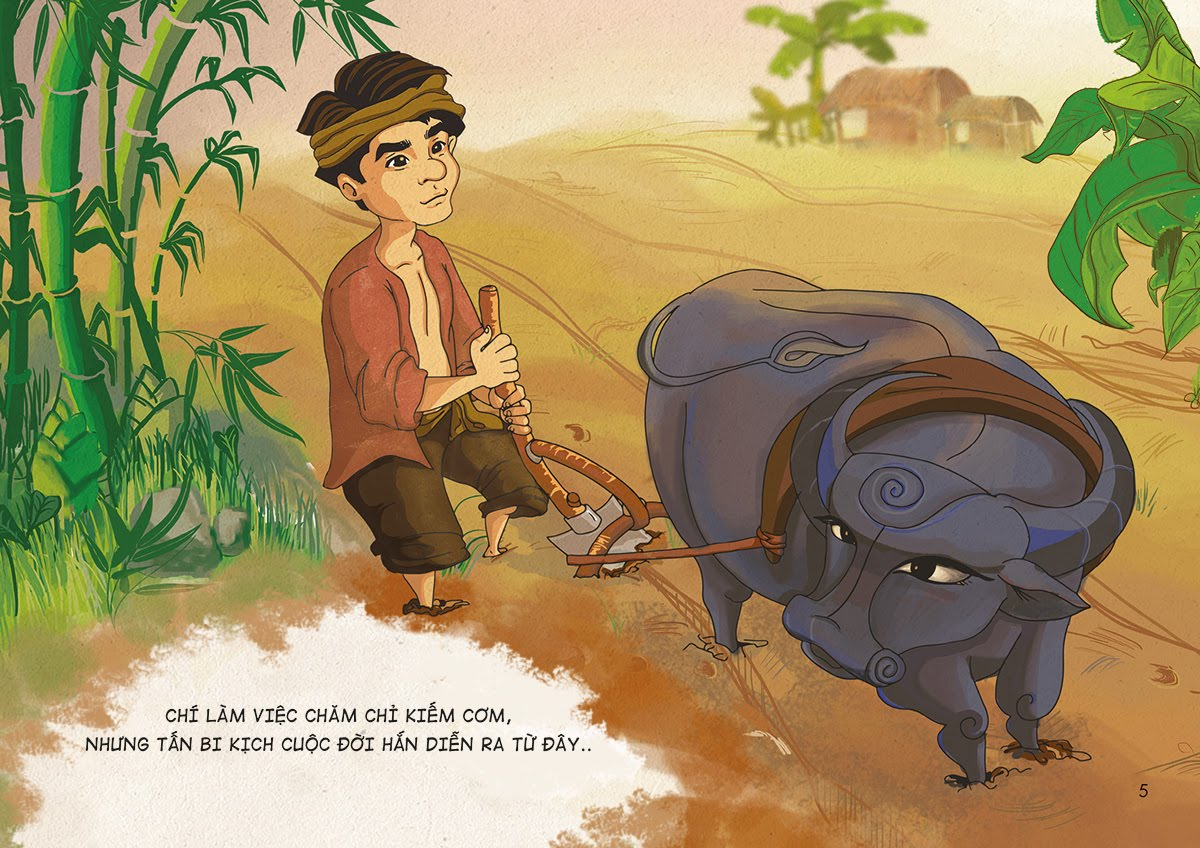 CHÍ LÀM VIỆC CHĂM CHỈ KIẾM CƠM,
NHƯNG TẤN BI KỊCH CUỘC ĐỜI HẮN DIỄN RA TỪ ĐÂY..
5